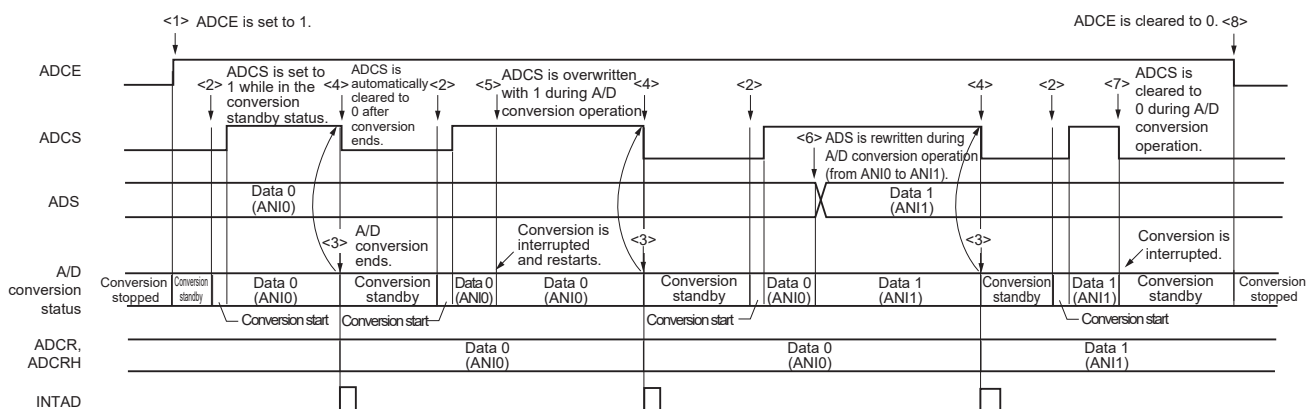 <1> ADCE is set to 1.
ADCE is cleared to 0. <8>
ADCE
<2>
ADCS is set to
1 while in the
conversion
standby status.
<4>
ADCS is
automatically
cleared to
0 after
conversion
ends.
<2>
<5>
ADCS is overwritten
with 1 during A/D
conversion operation
<4>
<2>
<4>
<2>
<7>
ADCS is
cleared to
0 during A/D
conversion
operation.
ADCS
<6> ADS is rewritten during
A/D conversion operation
(from ANI0 to ANI1).
ADS
Data 0
(ANI0)
Data 1
(ANI1)
<3>
A/D
conversion
ends.
Conversion is
interrupted
and restarts.
<3>
<3>
Conversion is
interrupted.
A/D
conversion
status
Conversion
stopped
Conversion
standby
Data 0
(ANI0)
Conversion
standby
Data 0
(ANI0)
Data 0
(ANI0)
Conversion
standby
Data 0
(ANI0)
Data 1
(ANI1)
Conversion
standby
Data 1
(ANI1)
Conversion
standby
Conversion
stopped
Conversion start
Conversion start
Conversion start
Conversion start
ADCR,
ADCRH
Data 0
(ANI0)
Data 0
(ANI0)
Data 1
(ANI1)
INTAD